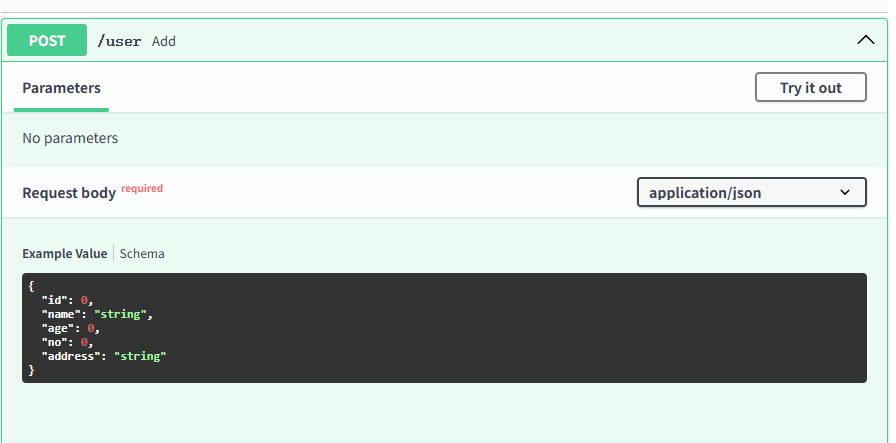 POST /user Add
Parameters
Try it out
No parameters
Request body required
application/json
Example Value Schema
{
  "id": 0,
  "name": "string",
  "age": 0,
  "no": 0,
  "address": "string"
}